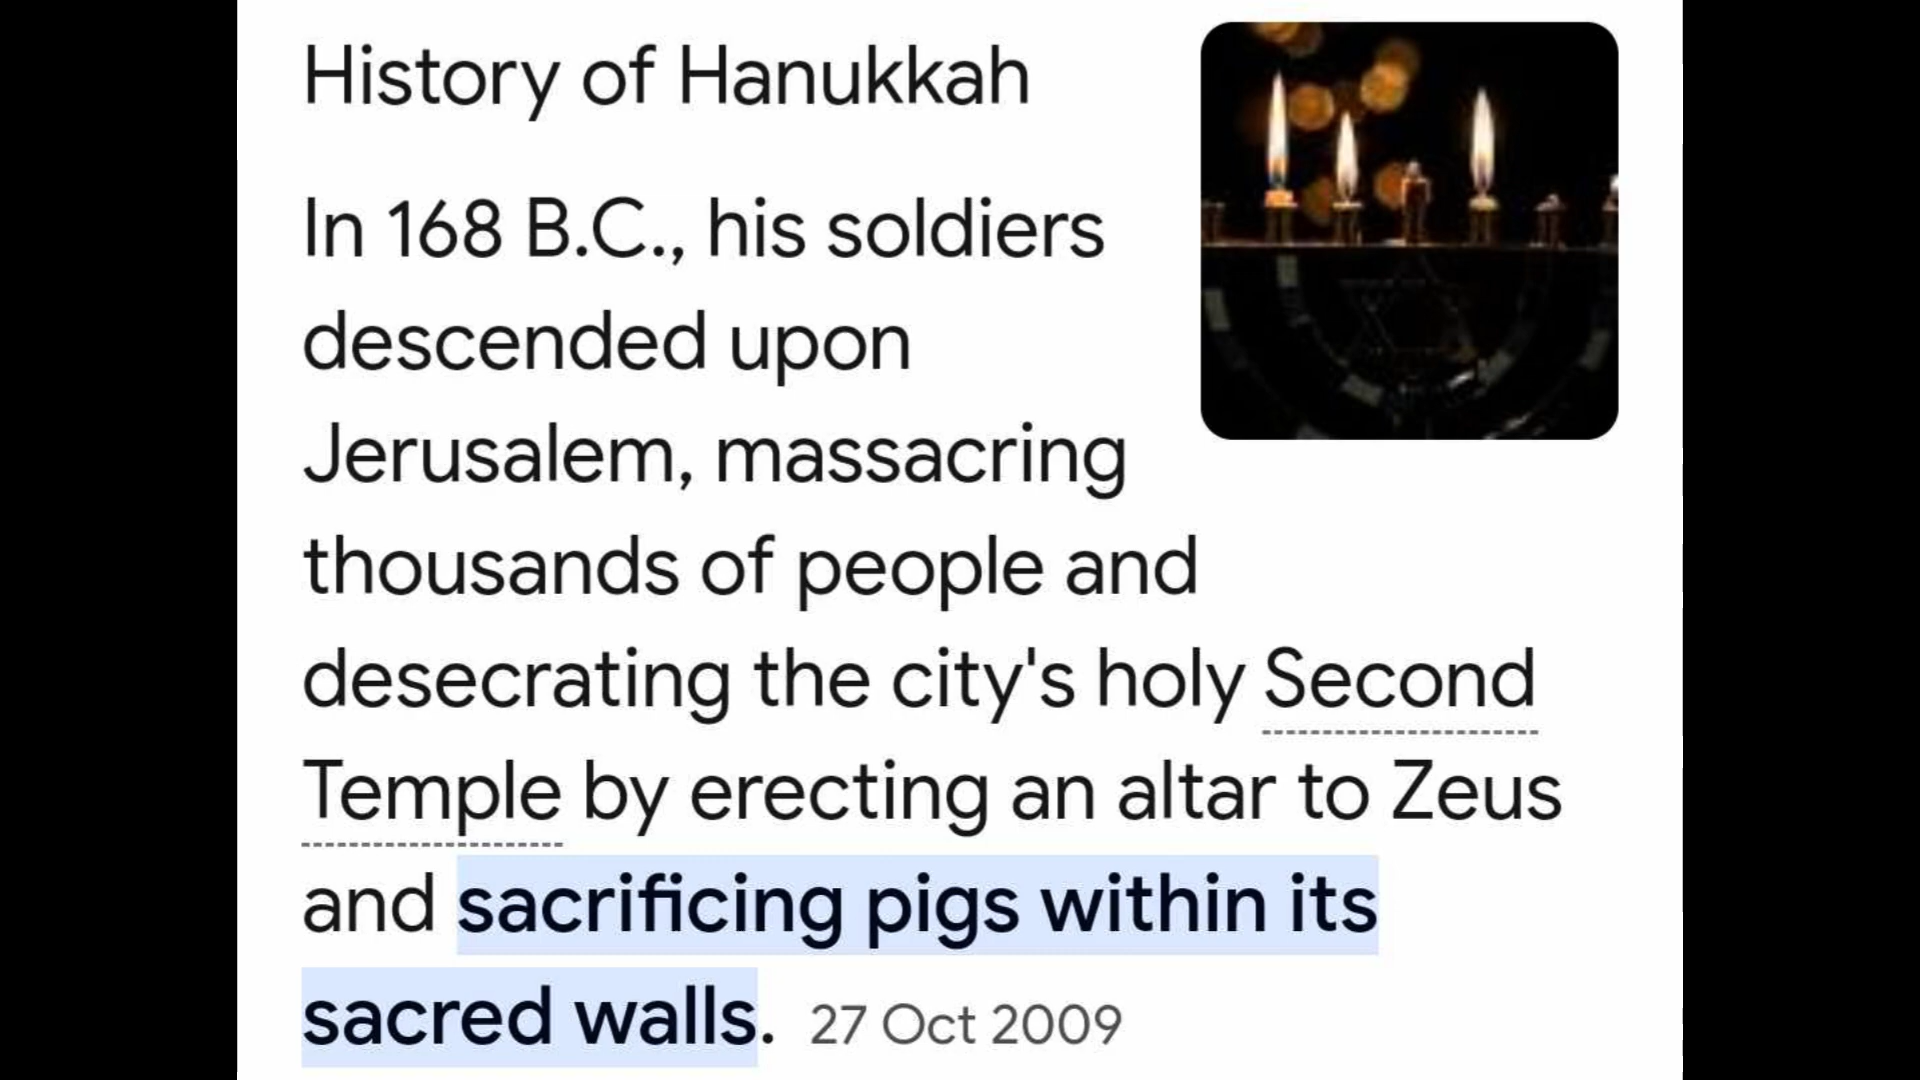 History of Hanukkah
In 168 B.C., his soldiers
descended upon
Jerusalem, massacring
thousands of people and
desecrating the city's holy Second
Temple by erecting an altar to Zeus
and sacrificing pigs within its
sacred walls. 27 Oct 2009